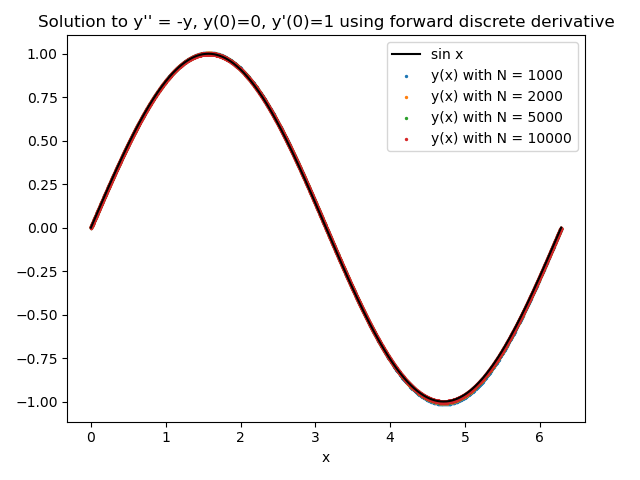 Solution to y'' = -y, y(0)=0, y'(0)=1 using forward discrete derivative
sin x
y(x) with N = 1000
y(x) with N = 2000
y(x) with N = 5000
y(x) with N = 10000
1.00
0.75
0.50
0.25
0.00
−0.25
−0.50
−0.75
−1.00
0 1 2 3 4 5 6
x